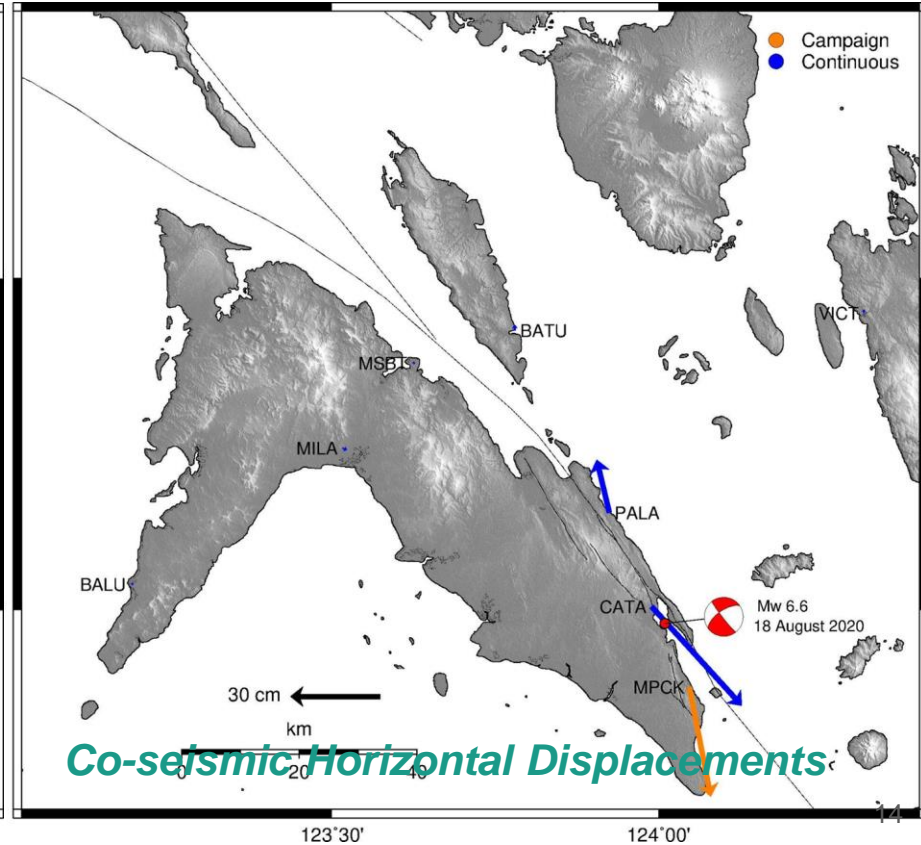 Campaign
Continuous
BATU
VICT
MSBT
MILA
PALA
BALU
CATA
Mw 6.6
18 August 2020
MPCK
30 cm
km
0 20 40
Co-seismic Horizontal Displacements
14
123°30'
124°00'